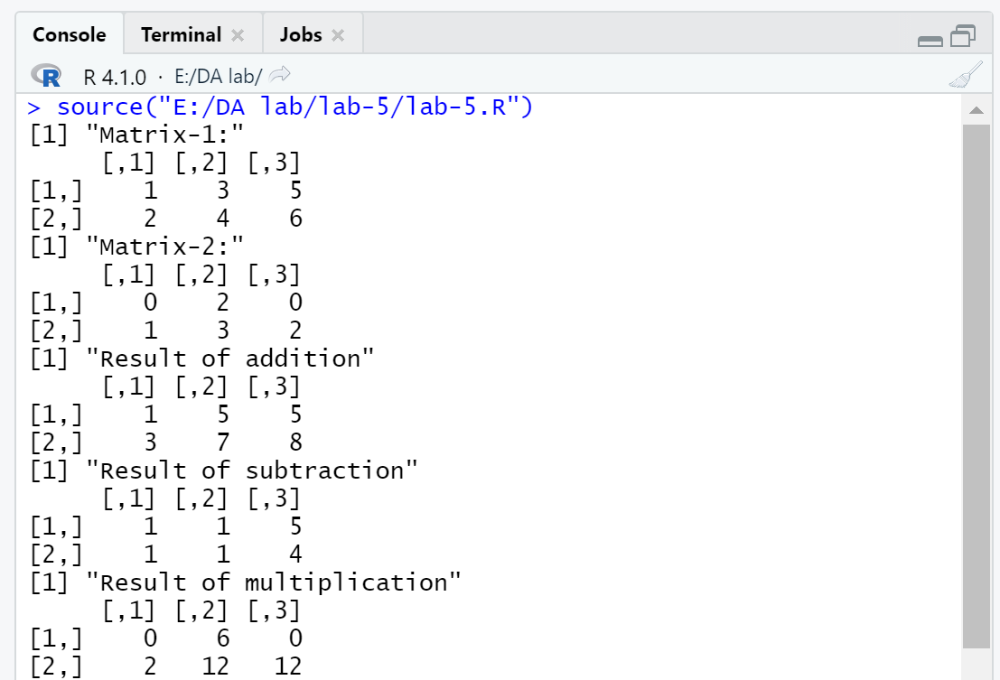 Console Terminal Jobs
R R 4.1.0 · E:/DA lab/
> source("E:/DA lab/lab-5/lab-5.R")
[1] "Matrix-1:"
     [,1] [,2] [,3]
[1,]    1    3    5
[2,]    2    4    6
[1] "Matrix-2:"
     [,1] [,2] [,3]
[1,]    0    2    0
[2,]    1    3    2
[1] "Result of addition"
     [,1] [,2] [,3]
[1,]    1    5    5
[2,]    3    7    8
[1] "Result of subtraction"
     [,1] [,2] [,3]
[1,]    1    1    5
[2,]    1    1    4
[1] "Result of multiplication"
     [,1] [,2] [,3]
[1,]    0    6    0
[2,]    2   12   12